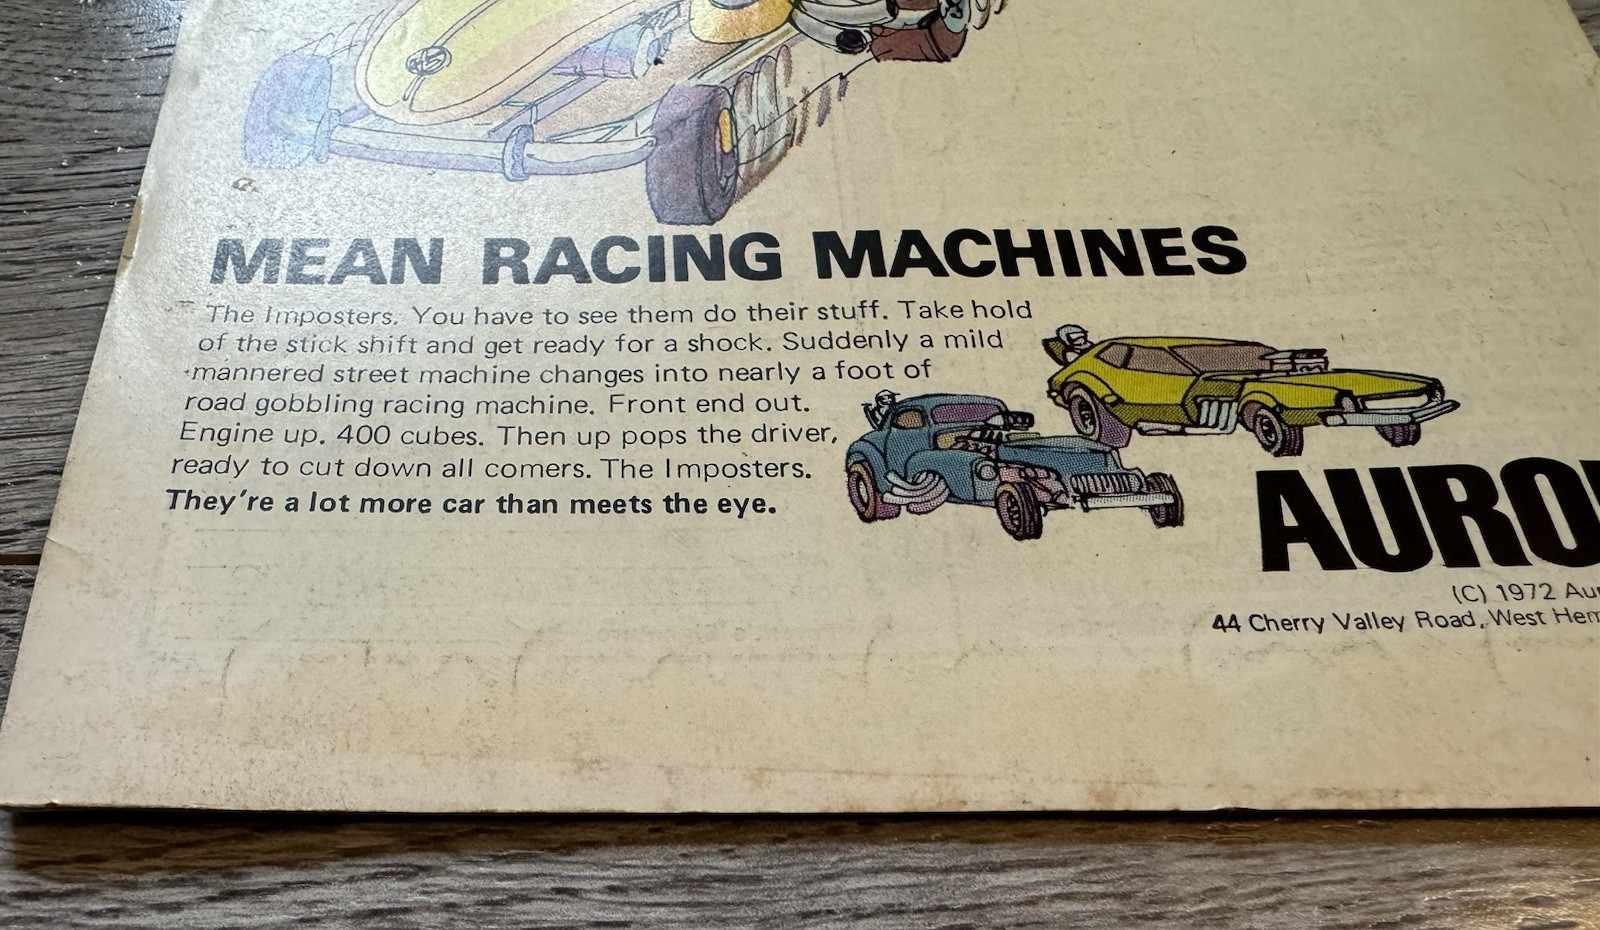 MEAN RACING MACHINES
The Imposters. You have to see them do their stuff. Take hold
of the stick shift and get ready for a shock. Suddenly a mild
mannered street machine changes into nearly a foot of
road gobbling racing machine. Front end out.
Engine up. 400 cubes. Then up pops the driver,
ready to cut down all comers. The Imposters.
They're a lot more car than meets the eye.
AURO
(C) 1972 Au
44 Cherry Valley Road, West Hem